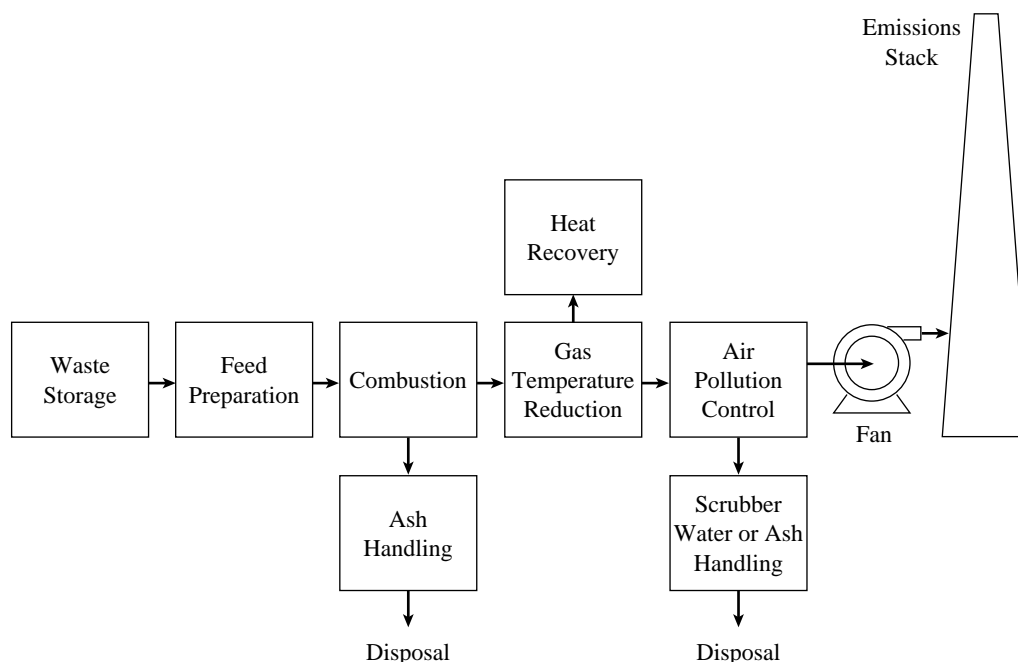 Emissions
Stack
Heat
Recovery
Waste
Storage
Feed
Preparation
Combustion
Gas
Temperature
Reduction
Air
Pollution
Control
Fan
Ash
Handling
Scrubber
Water or Ash
Handling
Disposal
Disposal